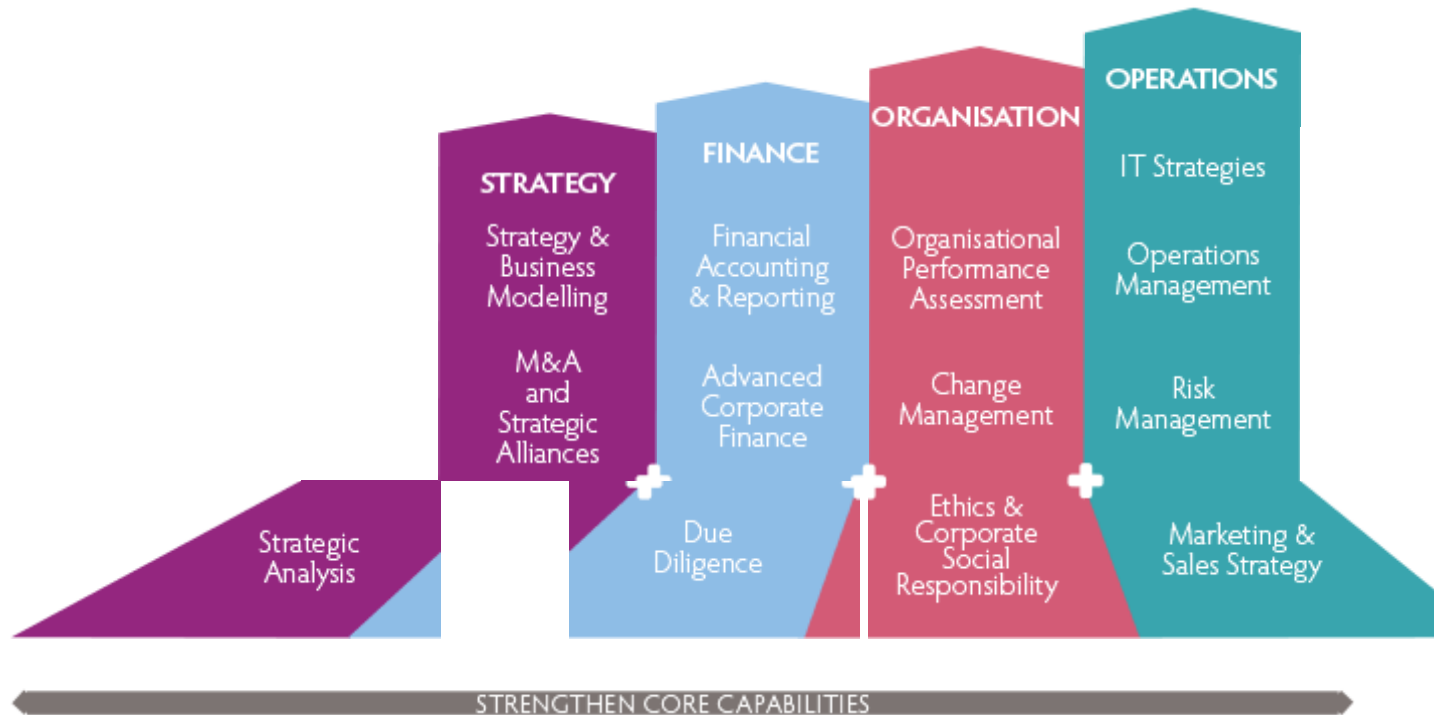 STRATEGY
Strategy &
Business
Modelling
M&A
and
Strategic
Alliances
Strategic
Analysis
FINANCE
Financial
Accounting
& Reporting
Advanced
Corporate
Finance
Due
Diligence
ORGANISATION
Organisational
Performance
Assessment
Change
Management
Ethics &
Corporate
Social
Responsibility
OPERATIONS
IT Strategies
Operations
Management
Risk
Management
Marketing &
Sales Strategy
STRENGTHEN CORE CAPABILITIES